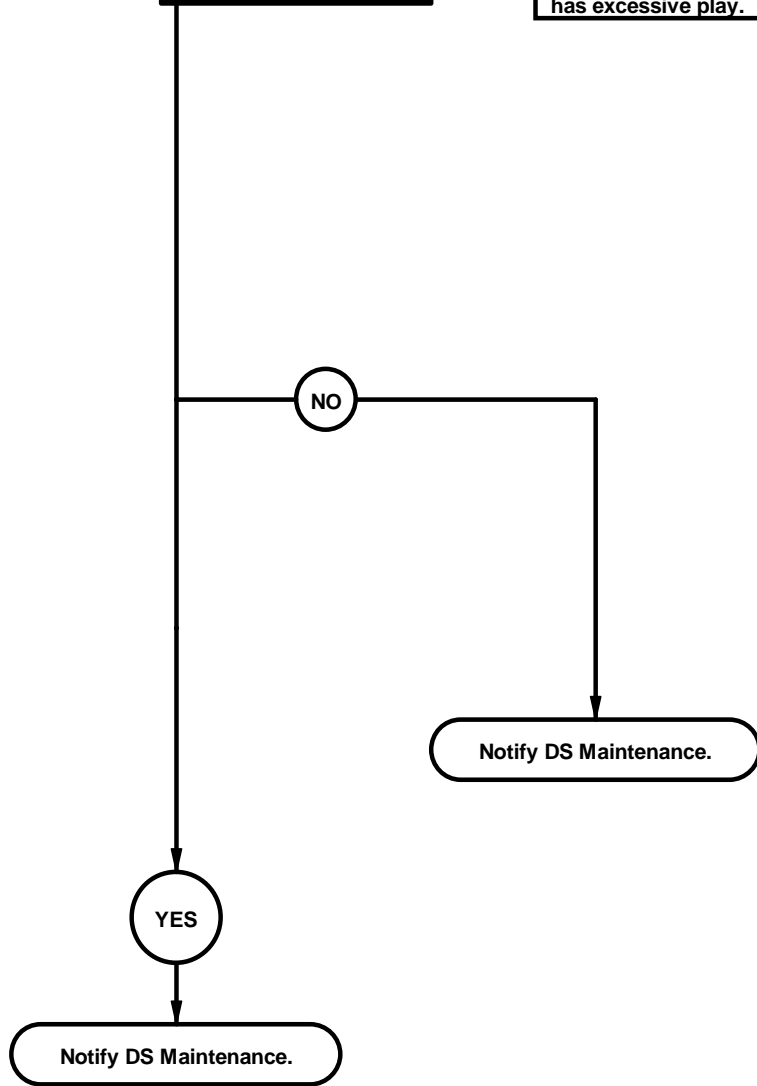 has excessive play.
NO
Notify DS Maintenance.
YES
Notify DS Maintenance.